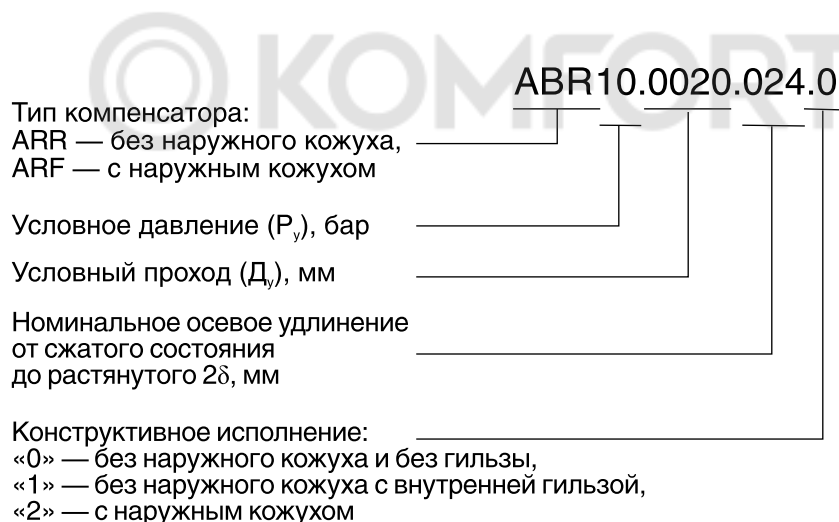 KOMFORT
ABR10.0020.024.0
Тип компенсатора:
ARR — без наружного кожуха,
ARF — с наружным кожухом
Условное давление (Ру), бар
Условный проход (Ду), мм
Номинальное осевое удлинение
от сжатого состояния
до растянутого 2δ, мм
Конструктивное исполнение:
«0» — без наружного кожуха и без гильзы,
«1» — без наружного кожуха с внутренней гильзой,
«2» — с наружным кожухом